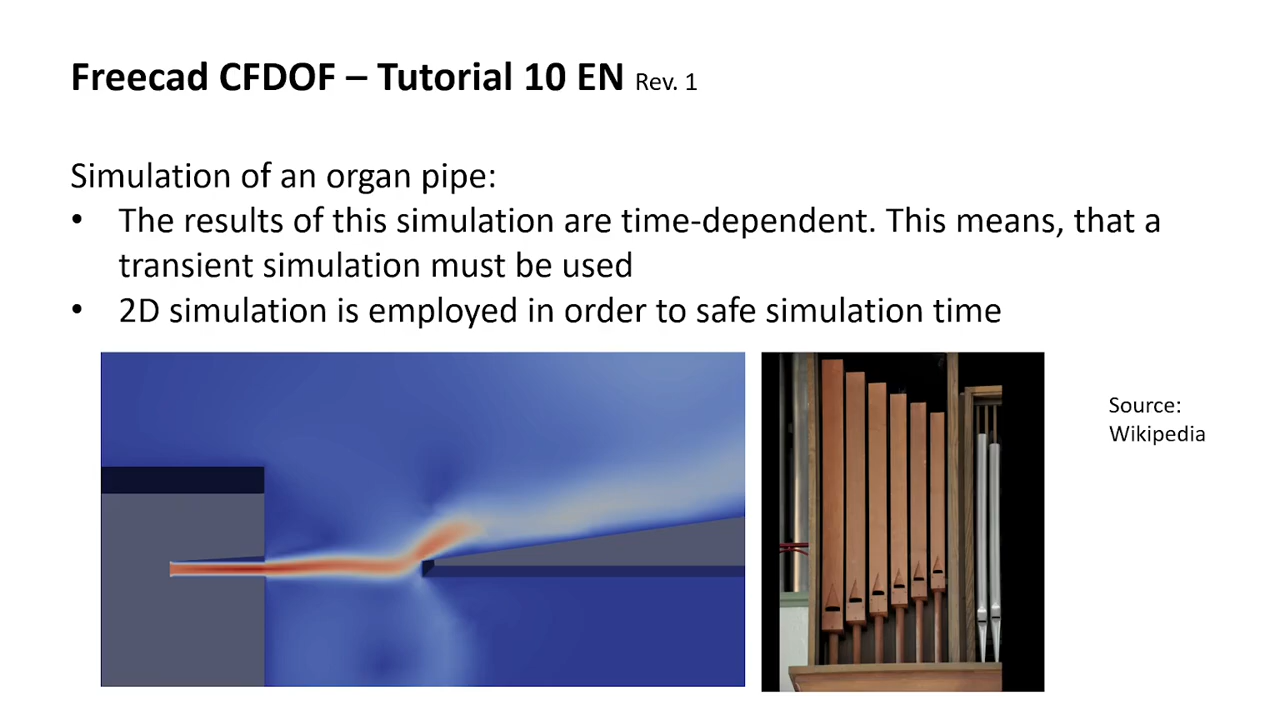 Freecad CFDOF – Tutorial 10 EN Rev. 1
Simulation of an organ pipe:
• The results of this simulation are time-dependent. This means, that a
transient simulation must be used
• 2D simulation is employed in order to safe simulation time
Source:
Wikipedia